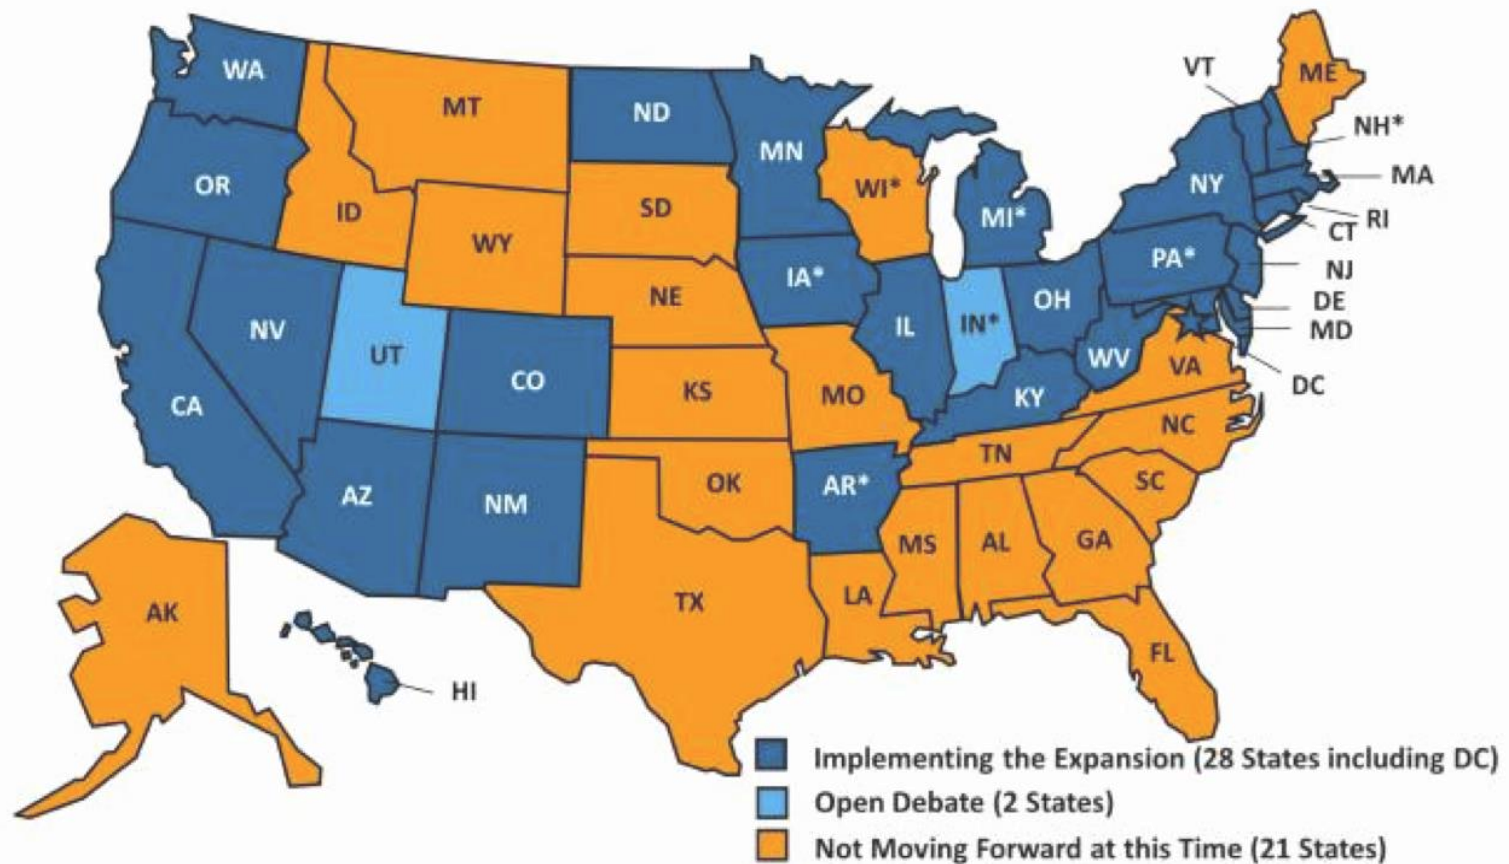 WA
MT
ND
MN
VT
ME
NH*
OR
ID
SD
WI*
MI*
NY
MA
RI
CT
WY
NE
IA*
PA*
NJ
NV
UT
CO
IL
IN*
OH
DE
MD
WV
VA
DC
CA
KS
MO
KY
NC
TN
AZ
NM
OK
AR*
SC
MS
AL
GA
AK
TX
LA
FL
HI
Implementing the Expansion (28 States including DC)
Open Debate (2 States)
Not Moving Forward at this Time (21 States)